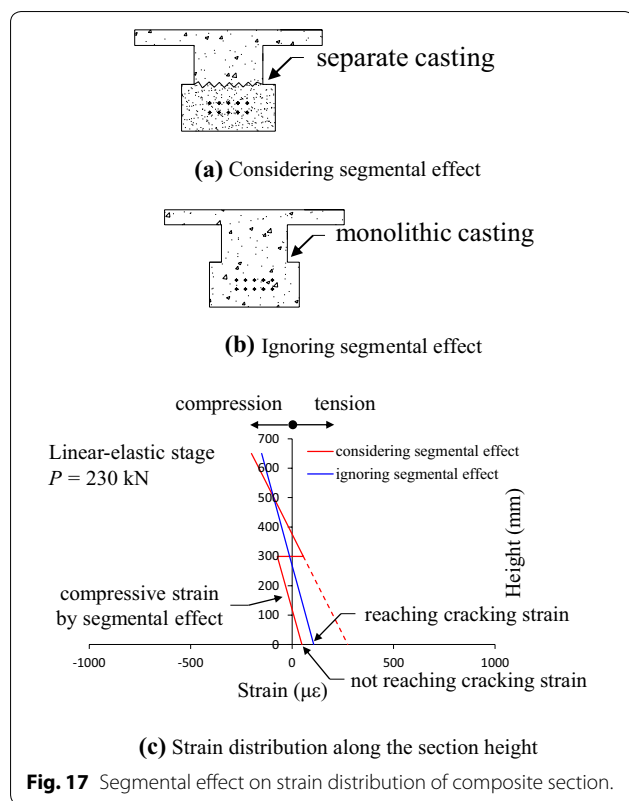 separate casting
(a) Considering segmental effect
monolithic casting
(b) Ignoring segmental effect
compression tension
700
Linear-elastic stage
P = 230 kN
considering segmental effect
ignoring segmental effect
600
500
400
300
200
100
0
Height (mm)
compressive strain
by segmental effect
reaching cracking strain
-1000 -500 0 500 1000
Strain (με)
not reaching cracking strain
(c) Strain distribution along the section height
Fig. 17 Segmental effect on strain distribution of composite section.